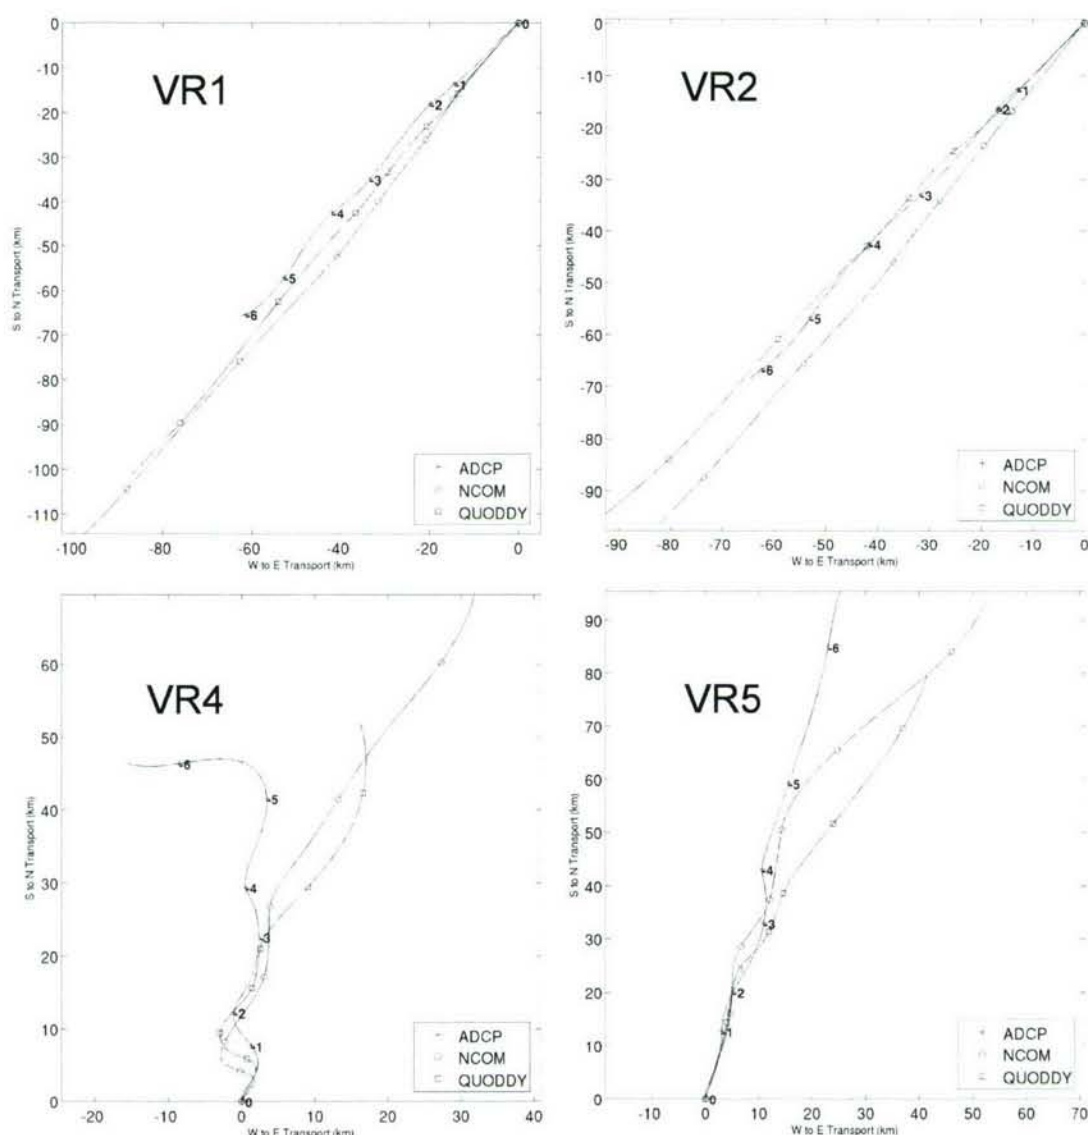 VR1
0
-10
-20
-30
-40
-50
-60
-70
-80
-90
-100
-110
S to N Transport (km)
0
1
2
3
4
5
6
ADCP
NCOM
QUODDY
-100 -80 -60 -40 -20 0
W to E Transport (km)
VR2
0
-10
-20
-30
-40
-50
-60
-70
-80
-90
S to N Transport (km)
0
1
2
3
4
5
6
ADCP
NCOM
QUODDY
-90 -80 -70 -60 -50 -40 -30 -20 -10 0
W to E Transport (km)
VR4
60
50
40
30
20
10
0
S to N Transport (km)
6
5
4
3
2
1
0
ADCP
NCOM
QUODDY
-20 -10 0 10 20 30 40
W to E Transport (km)
VR5
90
80
70
60
50
40
30
20
10
0
S to N Transport (km)
6
5
4
3
2
1
0
ADCP
NCOM
QUODDY
-10 0 10 20 30 40 50 60 70
W to E Transport (km)